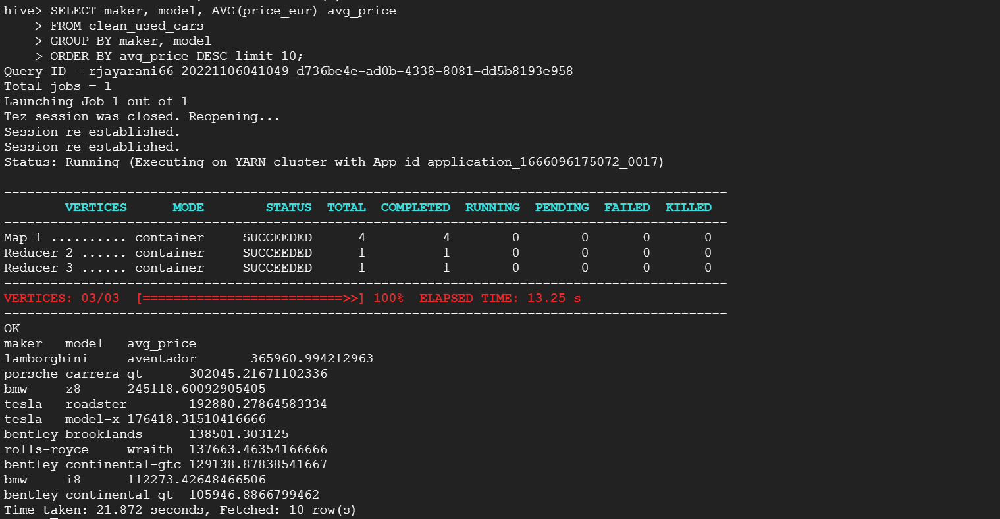 hive> SELECT maker, model, AVG(price_eur) avg_price
    > FROM clean_used_cars
    > GROUP BY maker, model
    > ORDER BY avg_price DESC limit 10;
Query ID = rjayarani66_20221106041049_d736be4e-ad0b-4338-8081-dd5b8193e958
Total jobs = 1
Launching Job 1 out of 1
Tez session was closed. Reopening...
Session re-established.
Session re-established.
Status: Running (Executing on YARN cluster with App id application_1666096175072_0017)
----------------------------------------------------------------------------------------------
        VERTICES      MODE        STATUS  TOTAL  COMPLETED  RUNNING  PENDING  FAILED  KILLED
----------------------------------------------------------------------------------------------
Map 1 .......... container     SUCCEEDED      4          4        0        0       0       0
Reducer 2 ...... container     SUCCEEDED      1          1        0        0       0       0
Reducer 3 ...... container     SUCCEEDED      1          1        0        0       0       0
----------------------------------------------------------------------------------------------
VERTICES: 03/03  [==========================>>] 100%  ELAPSED TIME: 13.25 s
----------------------------------------------------------------------------------------------
OK
maker   model   avg_price
lamborghini     aventador       365960.994212963
porsche carrera-gt      302045.21671102336
bmw     z8      245118.60092905405
tesla   roadster        192880.27864583334
tesla   model-x 176418.31510416666
bentley brooklands      138501.303125
rolls-royce     wraith  137663.46354166666
bentley continental-gtc 129138.87838541667
bmw     i8      112273.42648466506
bentley continental-gt  105946.8866799462
Time taken: 21.872 seconds, Fetched: 10 row(s)